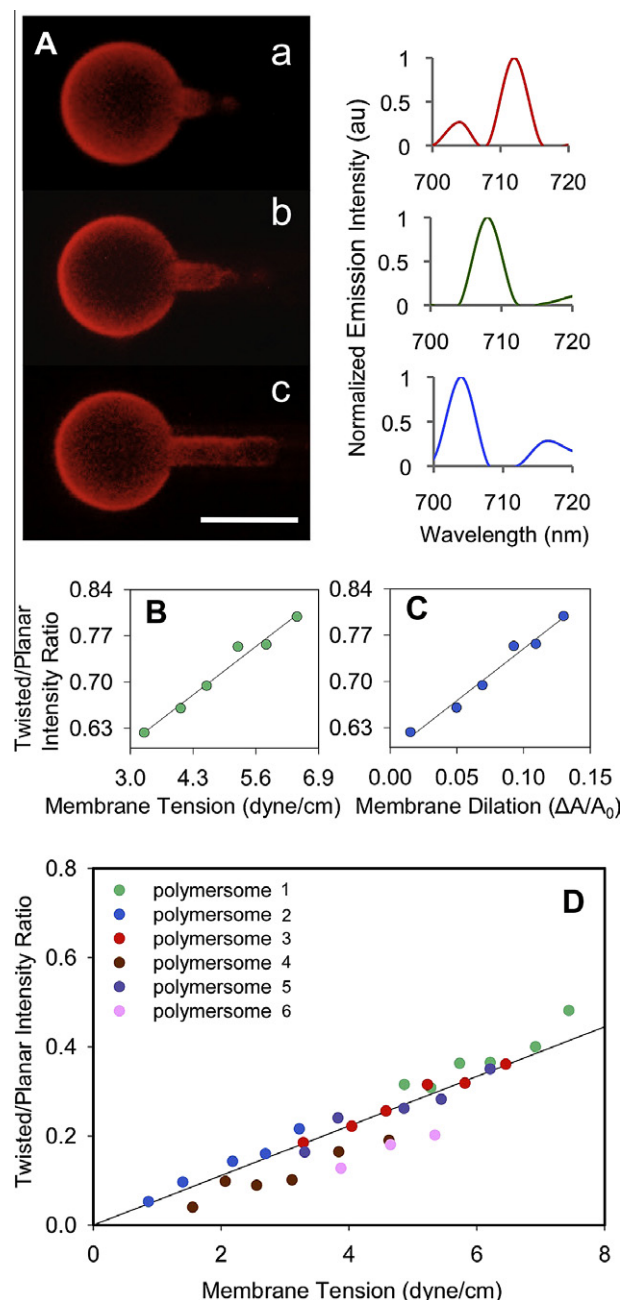 A
a
b
c
Normalized Emission Intensity (au)
1
0.5
0
700 710 720
1
0.5
0
700 710 720
1
0.5
0
700 710 720
Wavelength (nm)
Twisted/Planar
Intensity Ratio
B
0.84
0.77
0.70
0.63
3.0 4.3 5.6 6.9
Membrane Tension (dyne/cm)
C
0.84
0.77
0.70
0.63
0.00 0.05 0.10 0.15
Membrane Dilation (ΔA/A₀)
D
Twisted/Planar Intensity Ratio
0.8
0.6
0.4
0.2
0.0
polymersome 1
polymersome 2
polymersome 3
polymersome 4
polymersome 5
polymersome 6
0 2 4 6 8
Membrane Tension (dyne/cm)